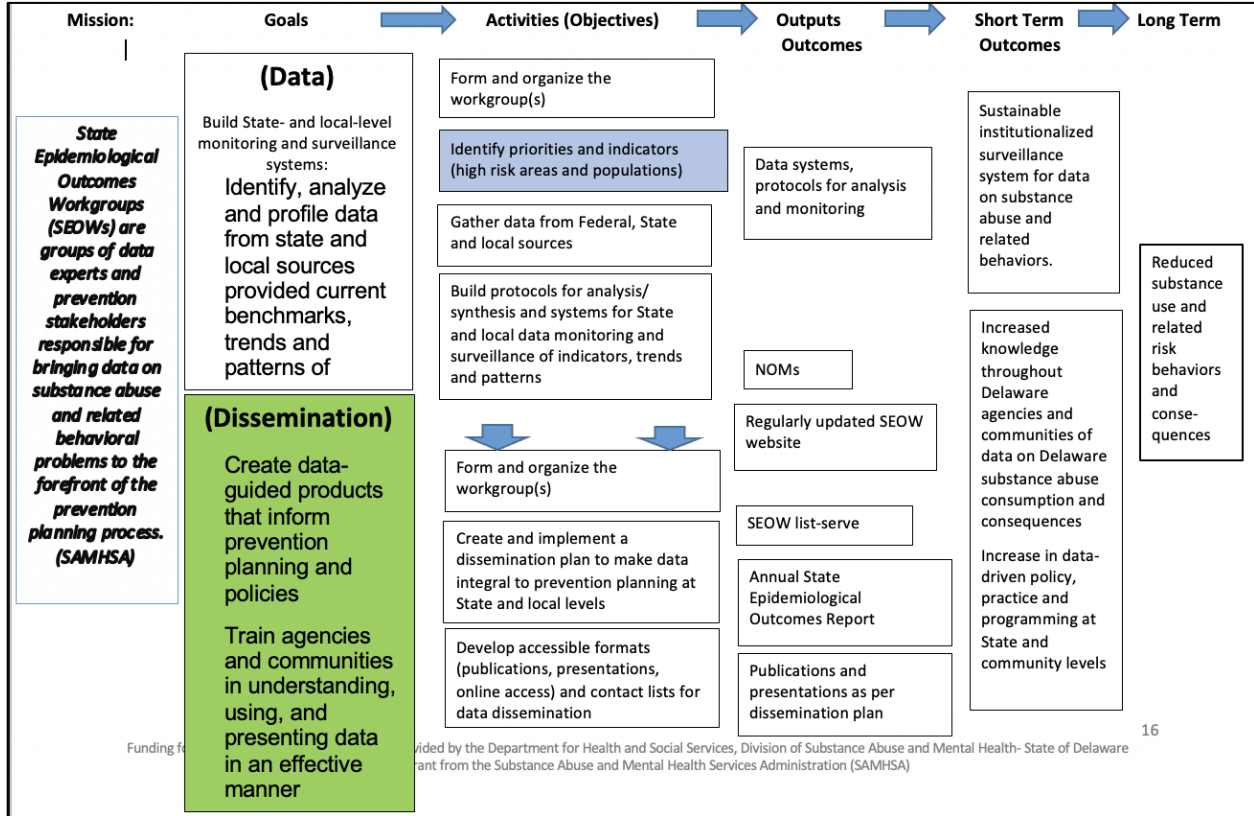 Mission:
Goals
Activities (Objectives)
Outputs
Outcomes
Short Term
Outcomes
Long Term
State
Epidemiological
Outcomes
Workgroups
(SEOWs) are
groups of data
experts and
prevention
stakeholders
responsible for
bringing data on
substance abuse
and related
behavioral
problems to the
forefront of the
prevention
planning process.
(SAMHSA)
(Data)
Build State- and local-level
monitoring and surveillance
systems:
Identify, analyze
and profile data
from state and
local sources
provided current
benchmarks,
trends and
patterns of
(Dissemination)
Create data-
guided products
that inform
prevention
planning and
policies
Train agencies
and communities
in understanding,
using, and
presenting data
in an effective
manner
Form and organize the
workgroup(s)
Identify priorities and indicators
(high risk areas and populations)
Gather data from Federal, State
and local sources
Build protocols for analysis/
synthesis and systems for State
and local data monitoring and
surveillance of indicators, trends
and patterns
Form and organize the
workgroup(s)
Create and implement a
dissemination plan to make data
integral to prevention planning at
State and local levels
Develop accessible formats
(publications, presentations,
online access) and contact lists for
data dissemination
Data systems,
protocols for analysis
and monitoring
NOMs
Regularly updated SEOW
website
SEOW list-serve
Annual State
Epidemiological
Outcomes Report
Publications and
presentations as per
dissemination plan
Sustainable
institutionalized
surveillance
system for data
on substance
abuse and
related
behaviors.
Increased
knowledge
throughout
Delaware
agencies and
communities of
data on Delaware
substance abuse
consumption and
consequences
Increase in data-
driven policy,
practice and
programming at
State and
community levels
Reduced
substance
use and
related
risk
behaviors
and
conse-
quences
16
Funding by the Department for Health and Social Services, Division of Substance Abuse and Mental Health- State of Delaware
from the Substance Abuse and Mental Health Services Administration (SAMHSA)